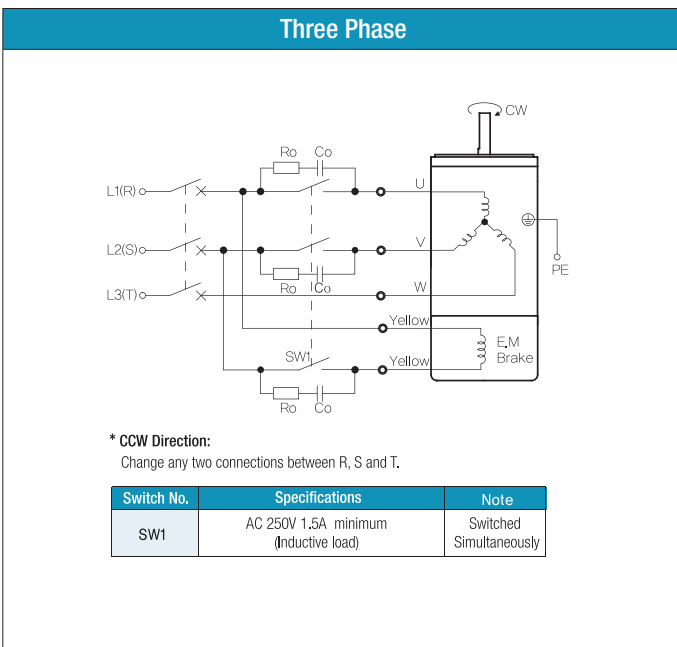 Three Phase
CW
Ro Co
L1(R) U
L2(S) V
Ro Co
PE
L3(T) W
Yellow
E.M
Brake
SW1 Yellow
Ro Co
* CCW Direction:
Change any two connections between R, S and T.
Switch No. Specifications Note
SW1 AC 250V 1.5A minimum (Inductive load) Switched Simultaneously